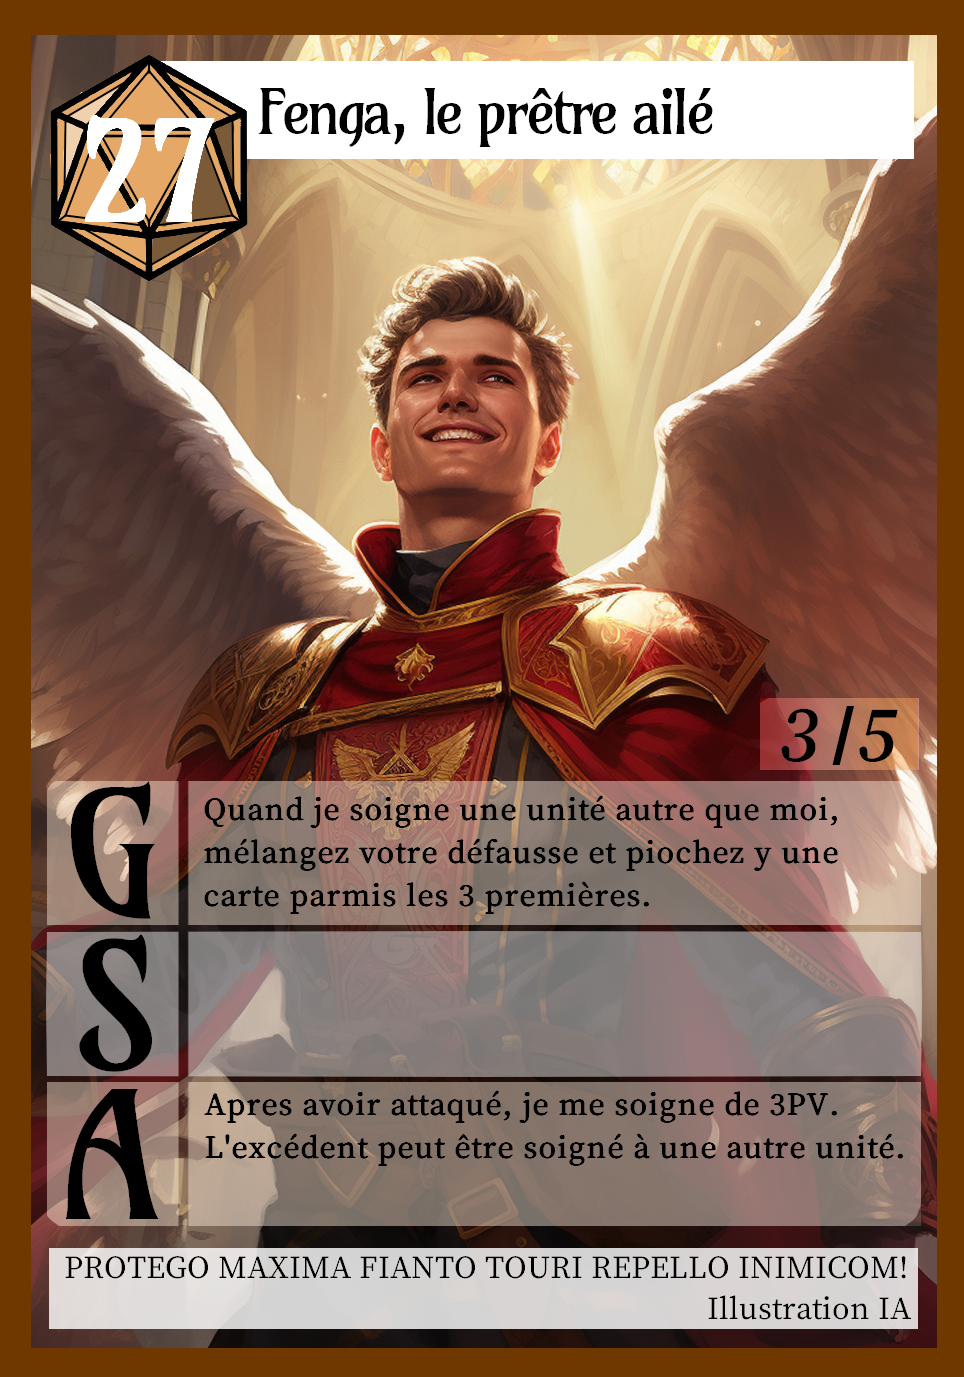 27
Fenga, le prêtre ailé
3/5
G
Quand je soigne une unité autre que moi,
mélangez votre défausse et piochez y une
carte parmis les 3 premières.
S
A
Apres avoir attaqué, je me soigne de 3PV.
L'excédent peut être soigné à une autre unité.
PROTEGO MAXIMA FIANTO TOURI REPELLO INIMICOM!
Illustration IA